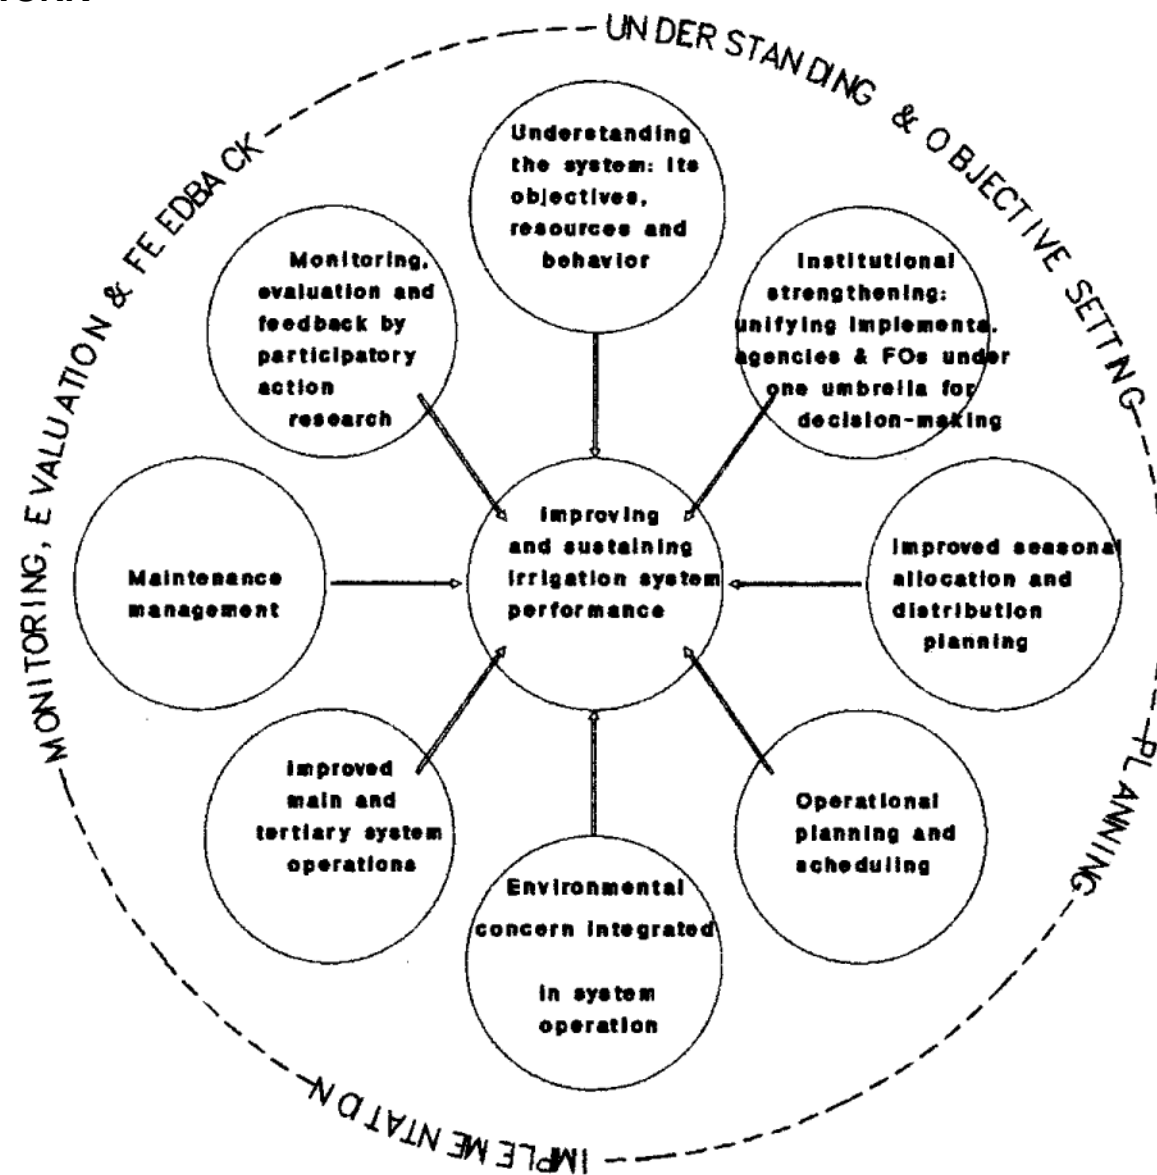 UNDERSTANDING & OBJECTIVE SETTING
Understanding
the system: its
objectives,
resources and
behavior
Monitoring,
evaluation and
feedback by
participatory
action
research
Institutional
strengthening:
unifying implementa.
agencies & FOs under
one umbrella for
decision-making
Improving
and sustaining
irrigation system
performance
Maintenance
management
Improved seasonal
allocation and
distribution
planning
Improved
main and
tertiary system
operations
Operational
planning and
scheduling
Environmental
concern integrated
in system
operation
MONITORING, EVALUATION & FEEDBACK
PLANNING
IMPLEMENTATION